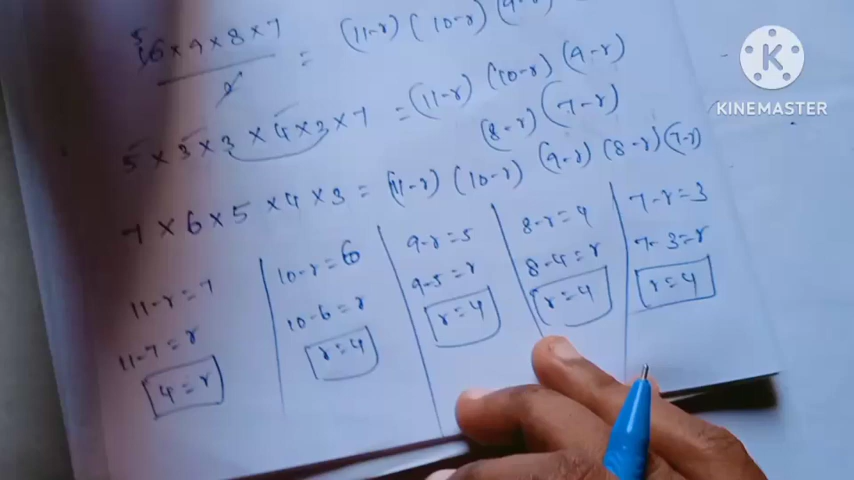 6×9×8×7 = (11-r) (10-r)
2
5×3×3×4×3×7 = (11-r) (10-r) (9-r)
(8-r) (7-r)
7×6×5×4×3 = (11-r) (10-r) (9-r) (8-r) (7-r)
11-r=7
11-7=r
4=r
10-r=6
10-6=r
r=4
9-r=5
9-5=r
r=4
8-r=4
8-4=r
r=4
7-r=3
7-3=r
r=4
K
KINEMASTER